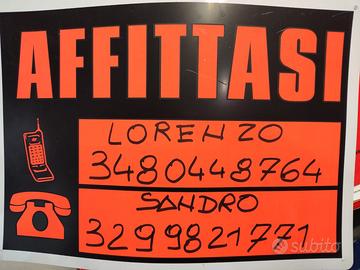 AFFITTASI
LORENZO
3480448764
SANDRO
3299821771
subito